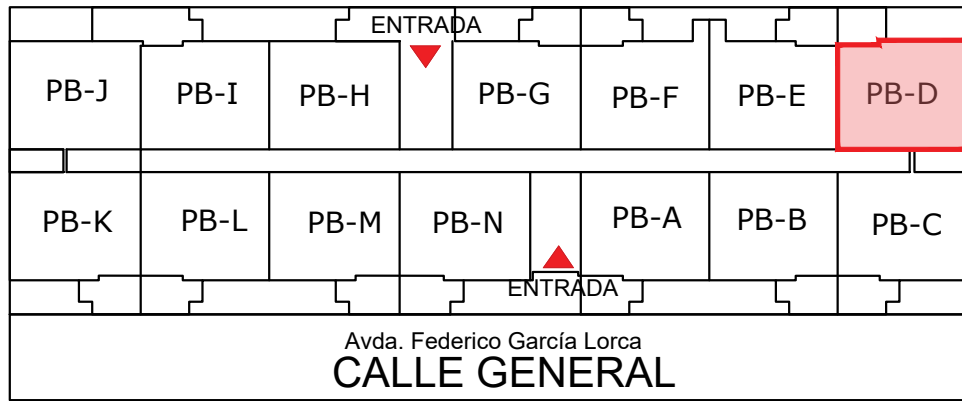 ENTRADA
PB-J PB-I PB-H PB-G PB-F PB-E PB-D
PB-K PB-L PB-M PB-N PB-A PB-B PB-C
ENTRADA
Avda. Federico García Lorca
CALLE GENERAL